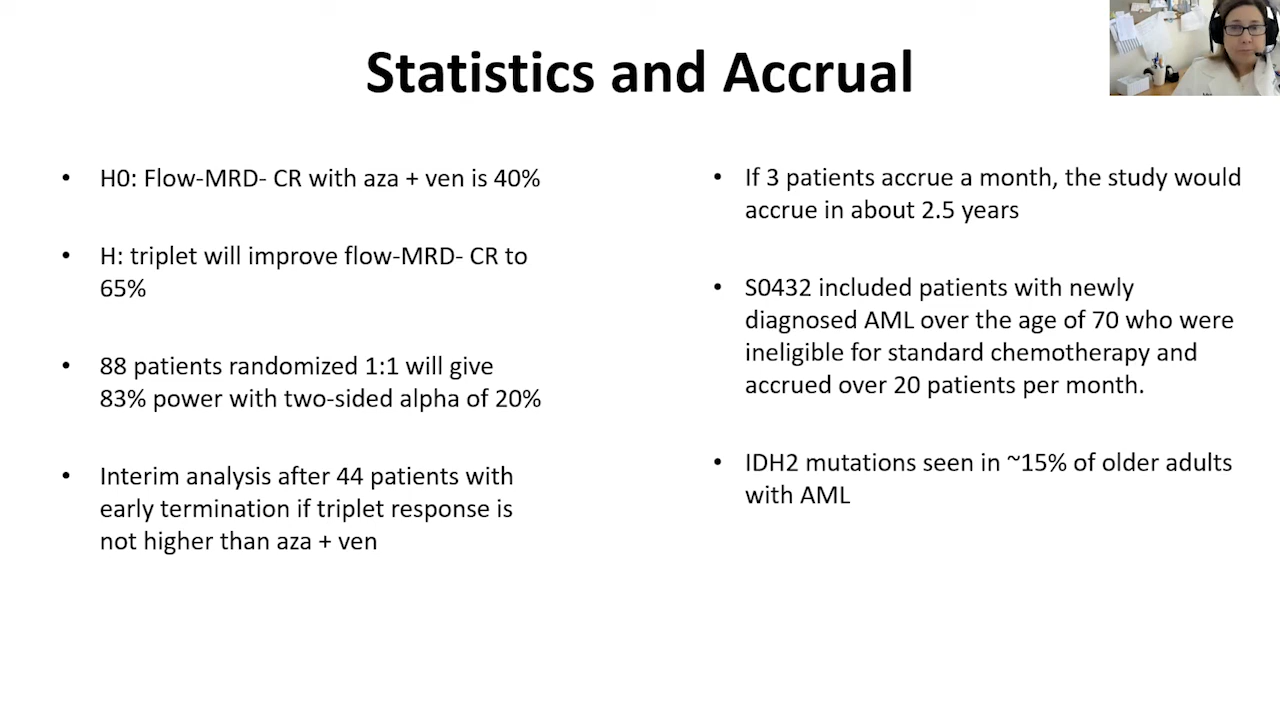 Statistics and Accrual
• H0: Flow-MRD- CR with aza + ven is 40%
• H: triplet will improve flow-MRD- CR to
65%
• 88 patients randomized 1:1 will give
83% power with two-sided alpha of 20%
• Interim analysis after 44 patients with
early termination if triplet response is
not higher than aza + ven
• If 3 patients accrue a month, the study would
accrue in about 2.5 years
• S0432 included patients with newly
diagnosed AML over the age of 70 who were
ineligible for standard chemotherapy and
accrued over 20 patients per month.
• IDH2 mutations seen in ~15% of older adults
with AML